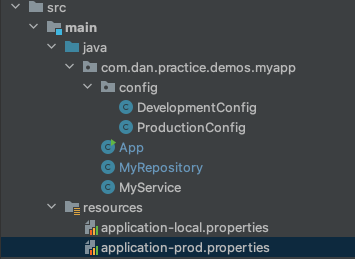 src
main
java
com.dan.practice.demos.myapp
config
DevelopmentConfig
ProductionConfig
App
MyRepository
MyService
resources
application-local.properties
application-prod.properties